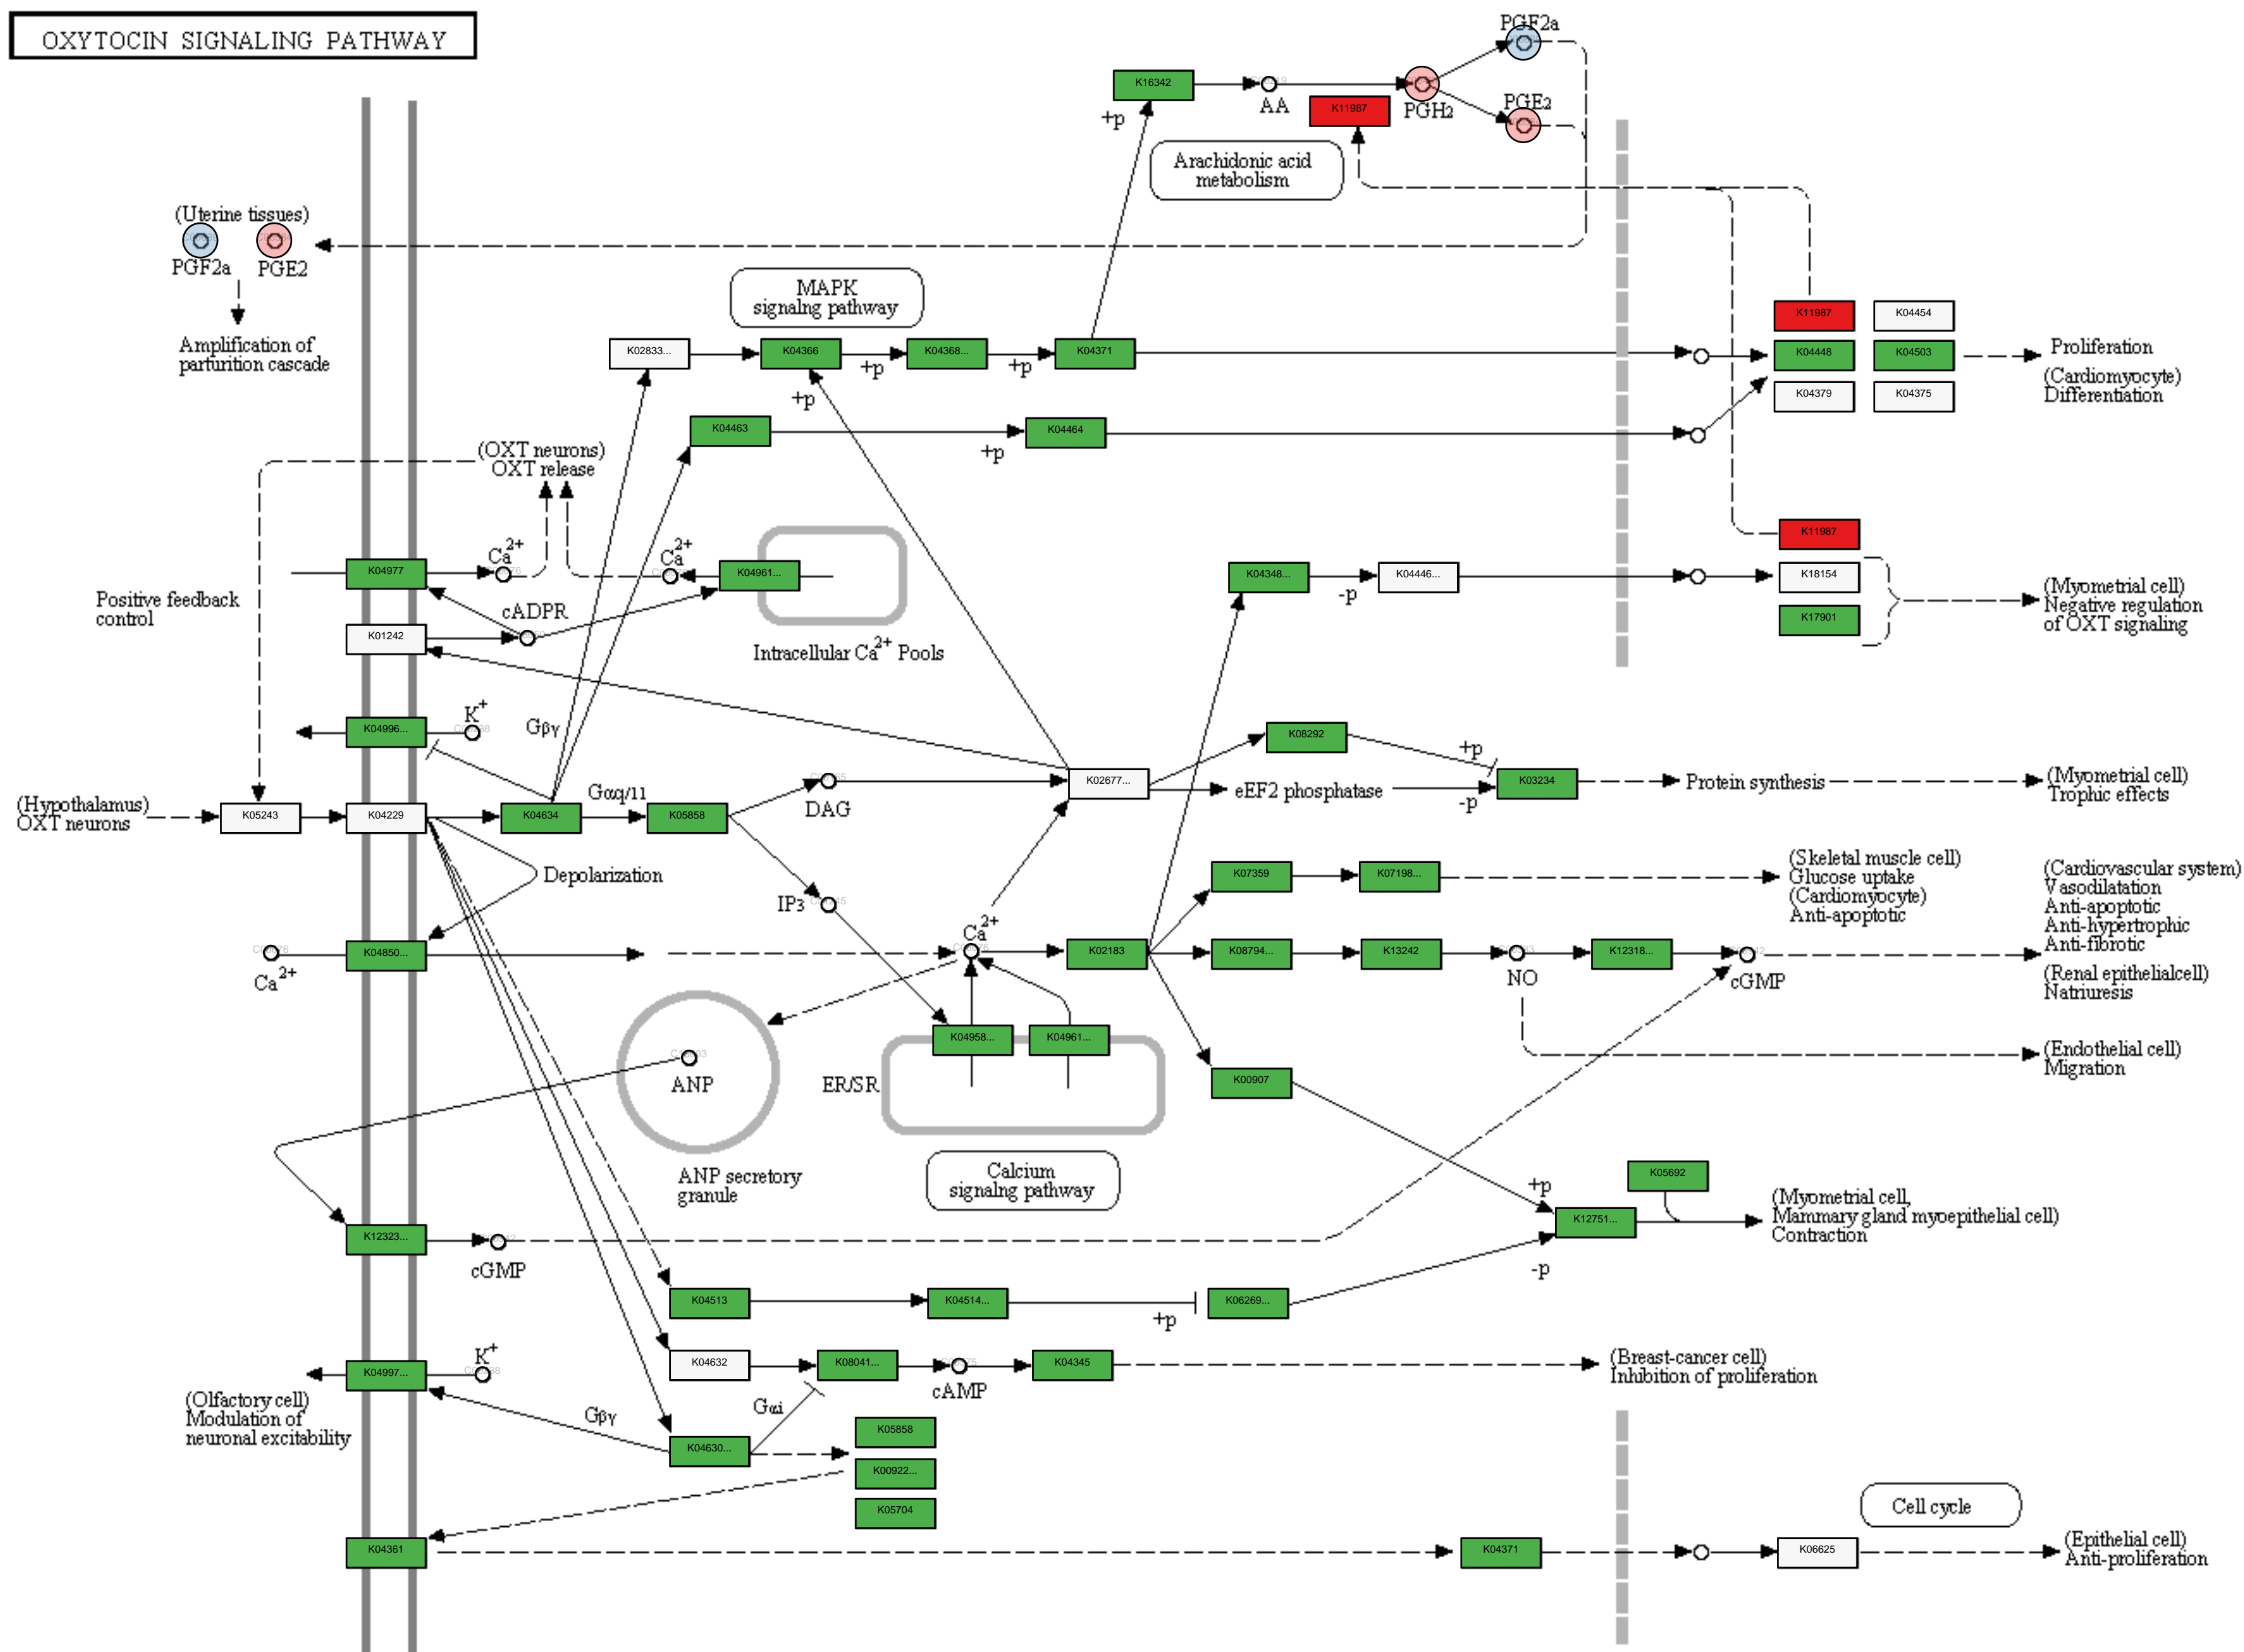 OXYTOCIN SIGNALING PATHWAY
PGF2a
K16342
AA
K11987
PGH2
PGE2
+p
Arachidonic acid
metabolism
(Uterine tissues)
PGF2a
PGE2
Amplification of
parturition cascade
MAPK
signalng pathway
K11987
K04454
K02833...
K04366
+p
K04368...
+p
K04371
K04448
K04503
Proliferation
(Cardiomyocyte)
Differentiation
+p
K04379
K04375
K04463
+p
K04464
(OXT neurons)
OXT release
K04977
Ca2+
Ca2+
K04961...
K04348...
-p
K04446...
K11987
K18154
K17901
(Myometrial cell)
Negative regulation
of OXT signaling
Positive feedback
control
cADPR
K01242
Intracellular Ca2+ Pools
K04996...
K+
Gβγ
K08292
+p
(Hypothalamus)
OXT neurons
K05243
K04229
K04634
Gαq/11
K05858
DAG
K02677...
eEF2 phosphatase
-p
K03234
Protein synthesis
(Myometrial cell)
Trophic effects
Depolarization
IP3
K07359
K07198...
(Skeletal muscle cell)
Glucose uptake
(Cardiomyocyte)
Anti-apoptotic
(Cardiovascular system)
Vasodilatation
Anti-apoptotic
Anti-hypertrophic
Anti-fibrotic
(Renal epithelialcell)
Natriuresis
Ca2+
K04850...
Ca2+
K02183
K08794...
K13242
NO
K12318...
cGMP
ANP
ER/SR
K04958...
K04961...
K00907
(Endothelial cell)
Migration
ANP secretory
granule
Calcium
signalng pathway
+p
K05692
K12751...
(Myometrial cell,
Mammary gland myoepithelial cell)
Contraction
-p
K12323...
cGMP
K04513
K04514...
+p
K06269...
K04997...
K+
K04632
K08041...
cAMP
K04345
(Breast-cancer cell)
Inhibition of proliferation
(Olfactory cell)
Modulation of
neuronal excitability
Gβγ
Gαi
K04630...
K05858
K00922...
K05704
Cell cycle
K04361
K04371
K06625
(Epithelial cell)
Anti-proliferation